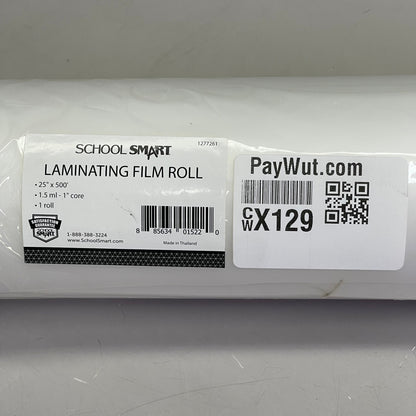 SCHOOL SMART
1277261
LAMINATING FILM ROLL
• 25" x 500'
• 1.5 ml - 1" core
• 1 roll
1-888-388-3224
www.SchoolSmart.com
8 85634 01522 0
Made in Thailand
PayWut.com
CW X129